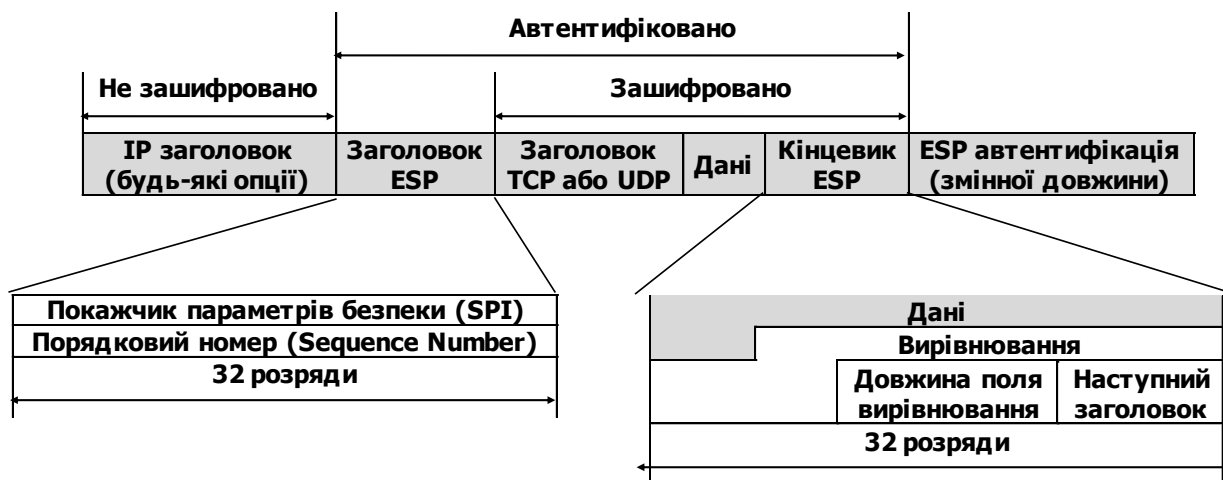 Автентифіковано
Не зашифровано
Зашифровано
IP заголовок
(будь-які опції)
Заголовок
ESP
Заголовок
TCP або UDP
Дані
Кінцевик
ESP
ESP автентифікація
(змінної довжини)
Покажчик параметрів безпеки (SPI)
Порядковий номер (Sequence Number)
32 розряди
Дані
Вирівнювання
Довжина поля
вирівнювання
Наступний
заголовок
32 розряди